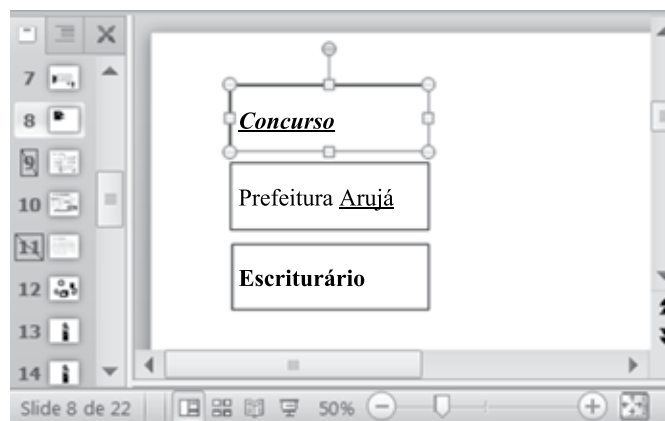 7
8
9
10
11
12
13
14
Concurso
Prefeitura Arujá
Escriturário
Slide 8 de 22
50%